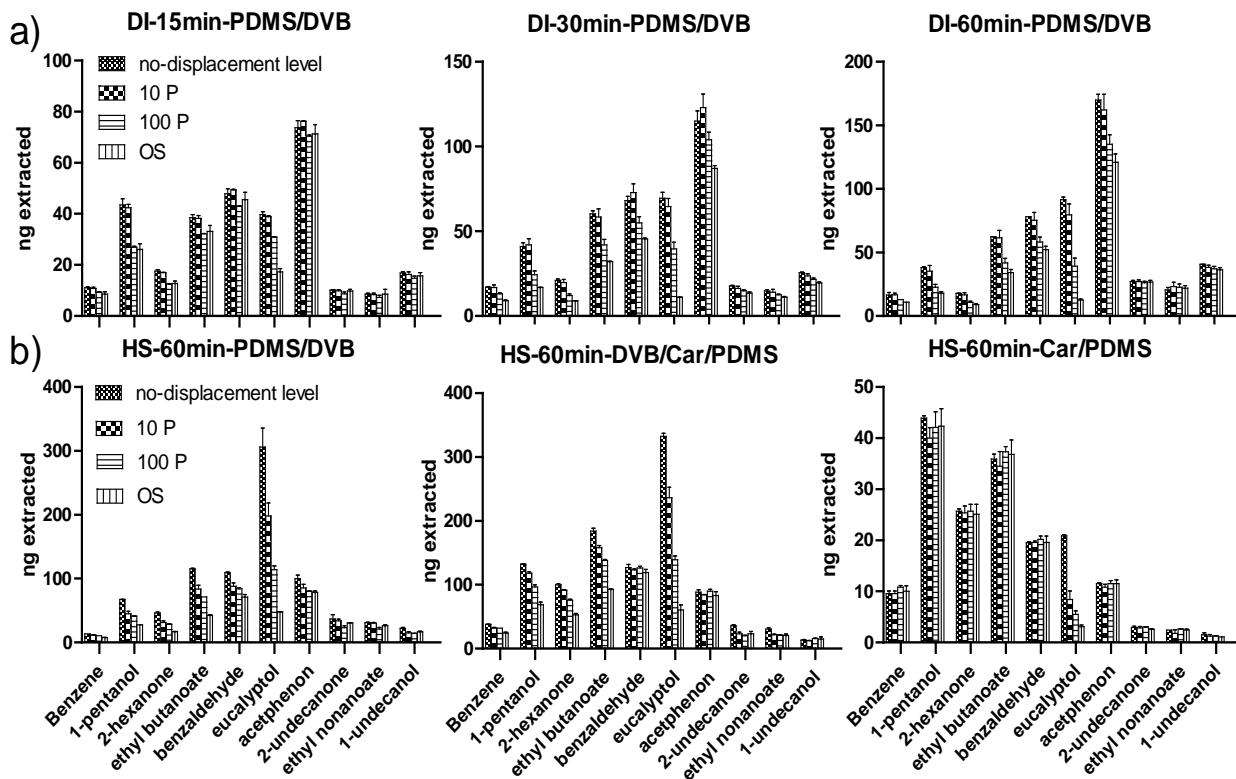 a)
DI-15min-PDMS/DVB
DI-30min-PDMS/DVB
DI-60min-PDMS/DVB
ng extracted
100
80
60
40
20
0
no-displacement level
10 P
100 P
OS
ng extracted
150
100
50
0
ng extracted
200
150
100
50
0
b)
HS-60min-PDMS/DVB
HS-60min-DVB/Car/PDMS
HS-60min-Car/PDMS
ng extracted
400
300
200
100
0
no-displacement level
10 P
100 P
OS
ng extracted
400
300
200
100
0
ng extracted
50
40
30
20
10
0
Benzene
1-pentanol
2-hexanone
ethyl butanoate
benzaldehyde
eucalyptol
acetphenon
2-undecanone
ethyl nonanoate
1-undecanol
Benzene
1-pentanol
2-hexanone
ethyl butanoate
benzaldehyde
eucalyptol
acetphenon
2-undecanone
ethyl nonanoate
1-undecanol
Benzene
1-pentanol
2-hexanone
ethyl butanoate
benzaldehyde
eucalyptol
acetphenon
2-undecanone
ethyl nonanoate
1-undecanol